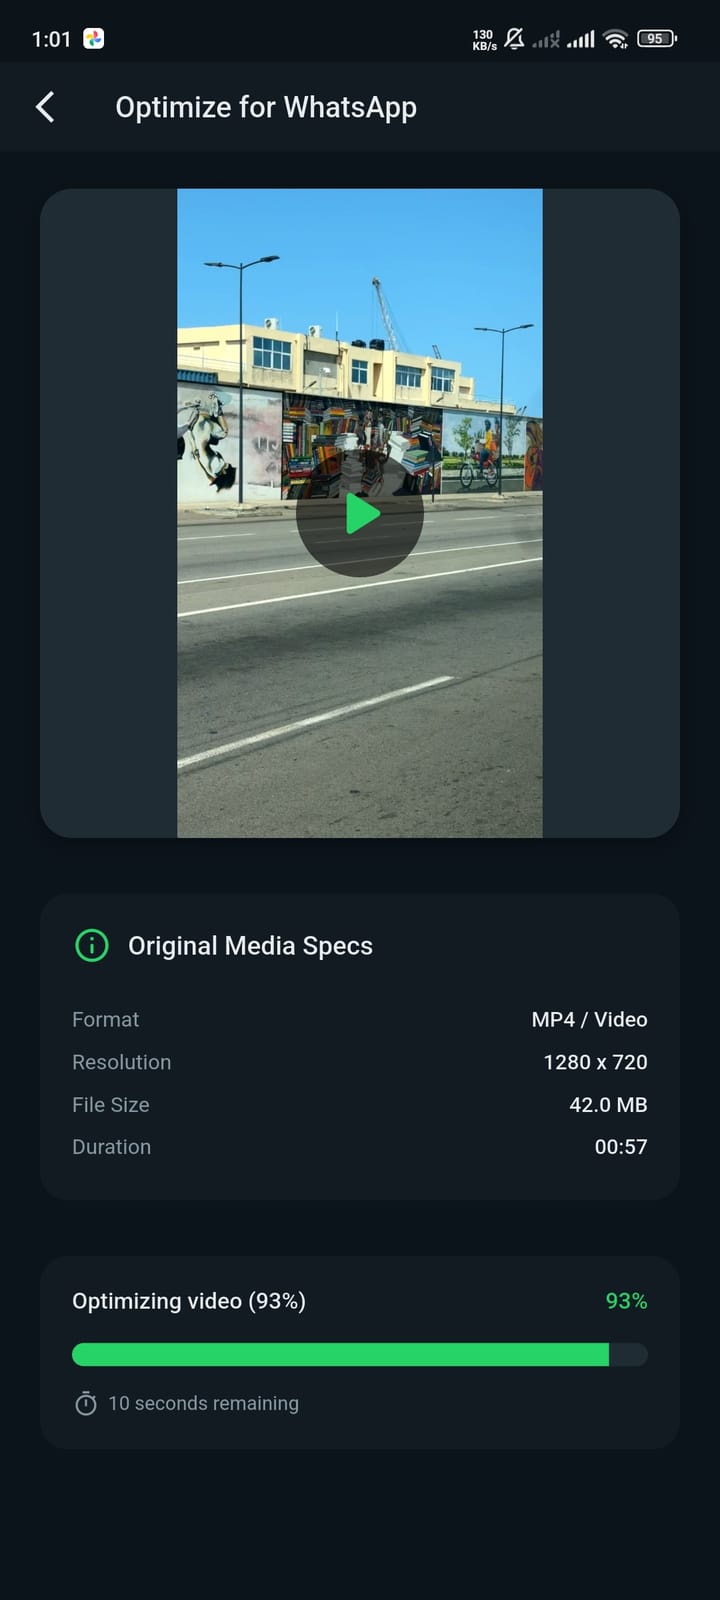 1:01
130
KB/s
95
Optimize for WhatsApp
Original Media Specs
Format MP4 / Video
Resolution 1280 x 720
File Size 42.0 MB
Duration 00:57
Optimizing video (93%) 93%
10 seconds remaining